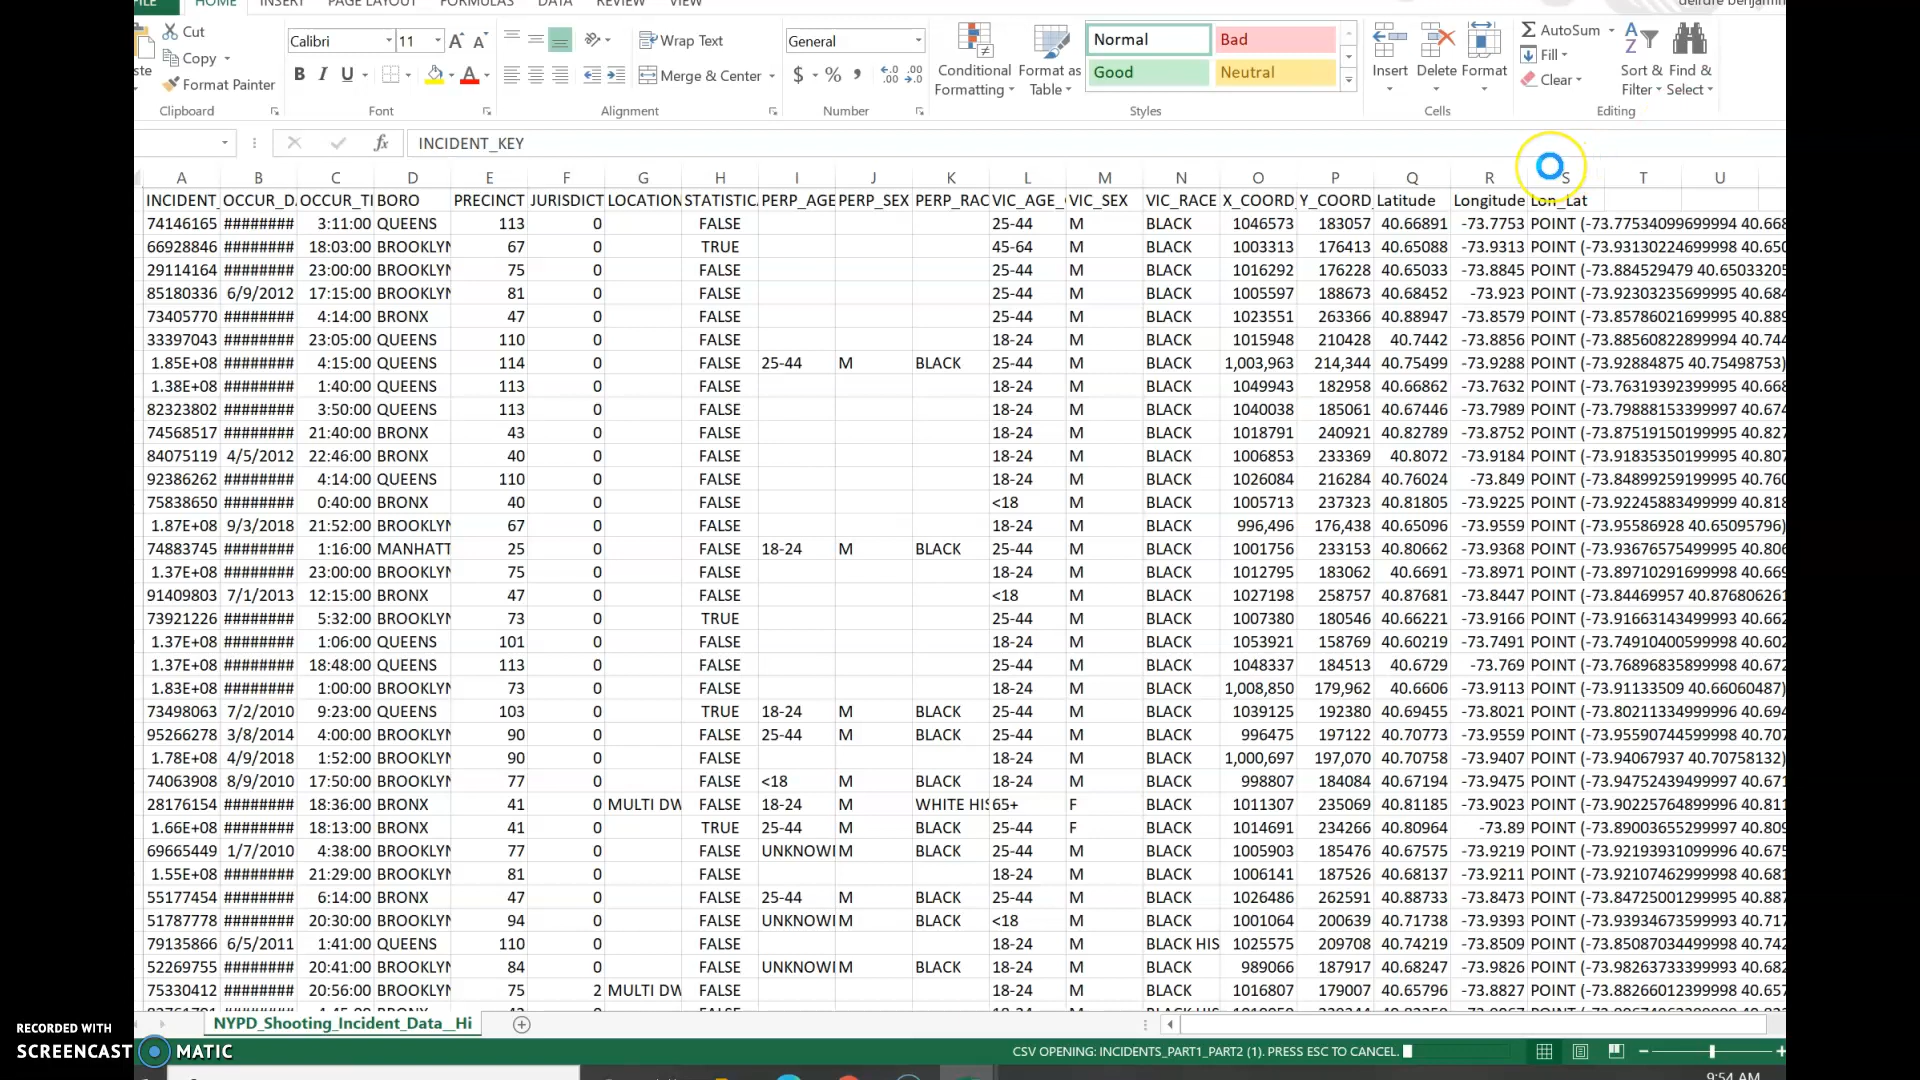 FILE HOME INSERT PAGE LAYOUT FORMULAS DATA REVIEW VIEW deirdre benjamin
Cut Calibri 11 Wrap Text General Normal Bad AutoSum
Copy Conditional Format as Insert Delete Format Fill Sort & Find &
Format Painter B I U Merge & Center $ % Formatting Table Good Neutral Clear Filter Select
Clipboard Font Alignment Number Styles Cells Editing
fx INCIDENT_KEY
A B C D E F G H I J K L M N O P Q R S T U
INCIDENT_ OCCUR_DA OCCUR_TI BORO PRECINCT JURISDICT LOCATION STATISTICA PERP_AGE PERP_SEX PERP_RAC VIC_AGE_ VIC_SEX VIC_RACE X_COORD Y_COORD Latitude Longitude Lon_Lat
74146165 ######## 3:11:00 QUEENS 113 0 FALSE 25-44 M BLACK 1046573 183057 40.66891 -73.7753 POINT (-73.77534099699994 40.668
66928846 ######## 18:03:00 BROOKLYN 67 0 TRUE 45-64 M BLACK 1003313 176413 40.65088 -73.9313 POINT (-73.93130224699998 40.650
29114164 ######## 23:00:00 BROOKLYN 75 0 FALSE 25-44 M BLACK 1016292 176228 40.65033 -73.8845 POINT (-73.884529479 40.65033205
85180336 6/9/2012 17:15:00 BROOKLYN 81 0 FALSE 25-44 M BLACK 1005597 188673 40.68452 -73.923 POINT (-73.92303235699995 40.684
73405770 ######## 4:14:00 BRONX 47 0 FALSE 25-44 M BLACK 1023551 263366 40.88947 -73.8579 POINT (-73.85786021699995 40.889
33397043 ######## 23:05:00 QUEENS 110 0 FALSE 18-24 M BLACK 1015948 210428 40.7442 -73.8856 POINT (-73.88560822899994 40.744
1.85E+08 ######## 4:15:00 QUEENS 114 0 FALSE 25-44 M BLACK 25-44 M BLACK 1,003,963 214,344 40.75499 -73.9288 POINT (-73.92884875 40.75498753)
1.38E+08 ######## 1:40:00 QUEENS 113 0 FALSE 18-24 M BLACK 1049943 182958 40.66862 -73.7632 POINT (-73.76319392399995 40.668
82323802 ######## 3:50:00 QUEENS 113 0 FALSE 18-24 M BLACK 1040038 185061 40.67446 -73.7989 POINT (-73.79888153399997 40.674
74568517 ######## 21:40:00 BRONX 43 0 FALSE 18-24 M BLACK 1018791 240921 40.82789 -73.8752 POINT (-73.87519150199995 40.827
84075119 4/5/2012 22:46:00 BRONX 40 0 FALSE 18-24 M BLACK 1006853 233369 40.8072 -73.9184 POINT (-73.91835350199995 40.807
92386262 ######## 4:14:00 QUEENS 110 0 FALSE 18-24 M BLACK 1026084 216284 40.76024 -73.849 POINT (-73.84899259199995 40.760
75838650 ######## 0:40:00 BRONX 40 0 FALSE <18 M BLACK 1005713 237323 40.81805 -73.9225 POINT (-73.92245883499999 40.818
1.87E+08 9/3/2018 21:52:00 BROOKLYN 67 0 FALSE 18-24 M BLACK 996,496 176,438 40.65096 -73.9559 POINT (-73.95586928 40.65095796)
74883745 ######## 1:16:00 MANHATT 25 0 FALSE 18-24 M BLACK 25-44 M BLACK 1001756 233153 40.80662 -73.9368 POINT (-73.93676575499995 40.806
1.37E+08 ######## 23:00:00 BROOKLYN 75 0 FALSE 18-24 M BLACK 1012795 183062 40.6691 -73.8971 POINT (-73.89710291699998 40.669
91409803 7/1/2013 12:15:00 BRONX 47 0 FALSE <18 M BLACK 1027198 258757 40.87681 -73.8447 POINT (-73.84469957 40.876806261
73921226 ######## 5:32:00 BROOKLYN 73 0 TRUE 25-44 M BLACK 1007380 180546 40.66221 -73.9166 POINT (-73.91663143499993 40.662
1.37E+08 ######## 1:06:00 QUEENS 101 0 FALSE 18-24 M BLACK 1053921 158769 40.60219 -73.7491 POINT (-73.74910400599998 40.602
1.37E+08 ######## 18:48:00 QUEENS 113 0 FALSE 25-44 M BLACK 1048337 184513 40.6729 -73.769 POINT (-73.76896835899998 40.672
1.83E+08 ######## 1:00:00 BROOKLYN 73 0 FALSE 18-24 M BLACK 1,008,850 179,962 40.6606 -73.9113 POINT (-73.91133509 40.66060487)
73498063 7/2/2010 9:23:00 QUEENS 103 0 TRUE 18-24 M BLACK 25-44 M BLACK 1039125 192380 40.69455 -73.8021 POINT (-73.80211334999996 40.694
95266278 3/8/2014 4:00:00 BROOKLYN 90 0 FALSE 25-44 M BLACK 25-44 M BLACK 996475 197122 40.70773 -73.9559 POINT (-73.95590744599998 40.707
1.78E+08 4/9/2018 1:52:00 BROOKLYN 90 0 FALSE 18-24 M BLACK 1,000,697 197,070 40.70758 -73.9407 POINT (-73.94067937 40.70758132)
74063908 8/9/2010 17:50:00 BROOKLYN 77 0 FALSE <18 M BLACK 18-24 M BLACK 998807 184084 40.67194 -73.9475 POINT (-73.94752439499997 40.671
28176154 ######## 18:36:00 BRONX 41 0 MULTI DW FALSE 18-24 M WHITE HIS 65+ F BLACK 1011307 235069 40.81185 -73.9023 POINT (-73.90225764899996 40.811
1.66E+08 ######## 18:13:00 BRONX 41 0 TRUE 25-44 M BLACK 25-44 F BLACK 1014691 234266 40.80964 -73.89 POINT (-73.89003655299997 40.809
69665449 1/7/2010 4:38:00 BROOKLYN 77 0 FALSE UNKNOWN M BLACK 25-44 M BLACK 1005903 185476 40.67575 -73.9219 POINT (-73.92193931099996 40.675
1.55E+08 ######## 21:29:00 BROOKLYN 81 0 FALSE 18-24 M BLACK 1006141 187526 40.68137 -73.9211 POINT (-73.92107462999998 40.681
55177454 ######## 6:14:00 BRONX 47 0 FALSE 25-44 M BLACK 25-44 M BLACK 1026486 262591 40.88733 -73.8473 POINT (-73.84725001299995 40.887
51787778 ######## 20:30:00 BROOKLYN 94 0 FALSE UNKNOWN M BLACK <18 M BLACK 1001064 200639 40.71738 -73.9393 POINT (-73.93934673599994 40.717
79135866 6/5/2011 1:41:00 QUEENS 110 0 FALSE 18-24 M BLACK HIS 1025575 209708 40.74219 -73.8509 POINT (-73.85087034499998 40.742
52269755 ######## 20:41:00 BROOKLYN 84 0 FALSE UNKNOWN M BLACK 18-24 M BLACK 989066 187917 40.68247 -73.9826 POINT (-73.98263733399993 40.682
75330412 ######## 20:56:00 BROOKLYN 75 2 MULTI DW FALSE 18-24 M BLACK 1016807 179007 40.65796 -73.8827 POINT (-73.88266012699998 40.657
NYPD_Shooting_Incident_Data__Hi
RECORDED WITH
SCREENCAST MATIC
CSV OPENING: INCIDENTS_PART1_PART2 (1). PRESS ESC TO CANCEL.
9:54 AM